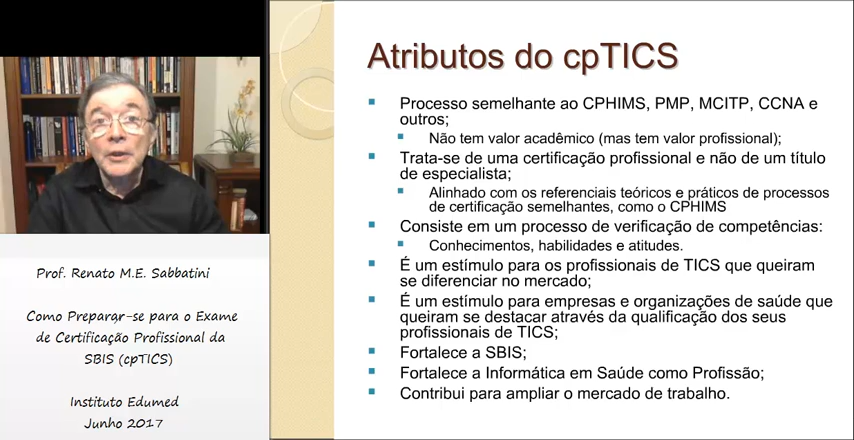 Atributos do cpTICS
Processo semelhante ao CPHIMS, PMP, MCITP, CCNA e
outros;
Não tem valor acadêmico (mas tem valor profissional);
Trata-se de uma certificação profissional e não de um título
de especialista;
Alinhado com os referenciais teóricos e práticos de processos
de certificação semelhantes, como o CPHIMS
Consiste em um processo de verificação de competências:
Conhecimentos, habilidades e atitudes.
É um estímulo para os profissionais de TICS que queiram
se diferenciar no mercado;
É um estímulo para empresas e organizações de saúde que
queiram se destacar através da qualificação dos seus
profissionais de TICS;
Fortalece a SBIS;
Fortalece a Informática em Saúde como Profissão;
Contribui para ampliar o mercado de trabalho.
Prof. Renato M.E. Sabbatini
Como Preparar-se para o Exame
de Certificação Profissional da
SBIS (cpTICS)
Instituto Edumed
Junho 2017